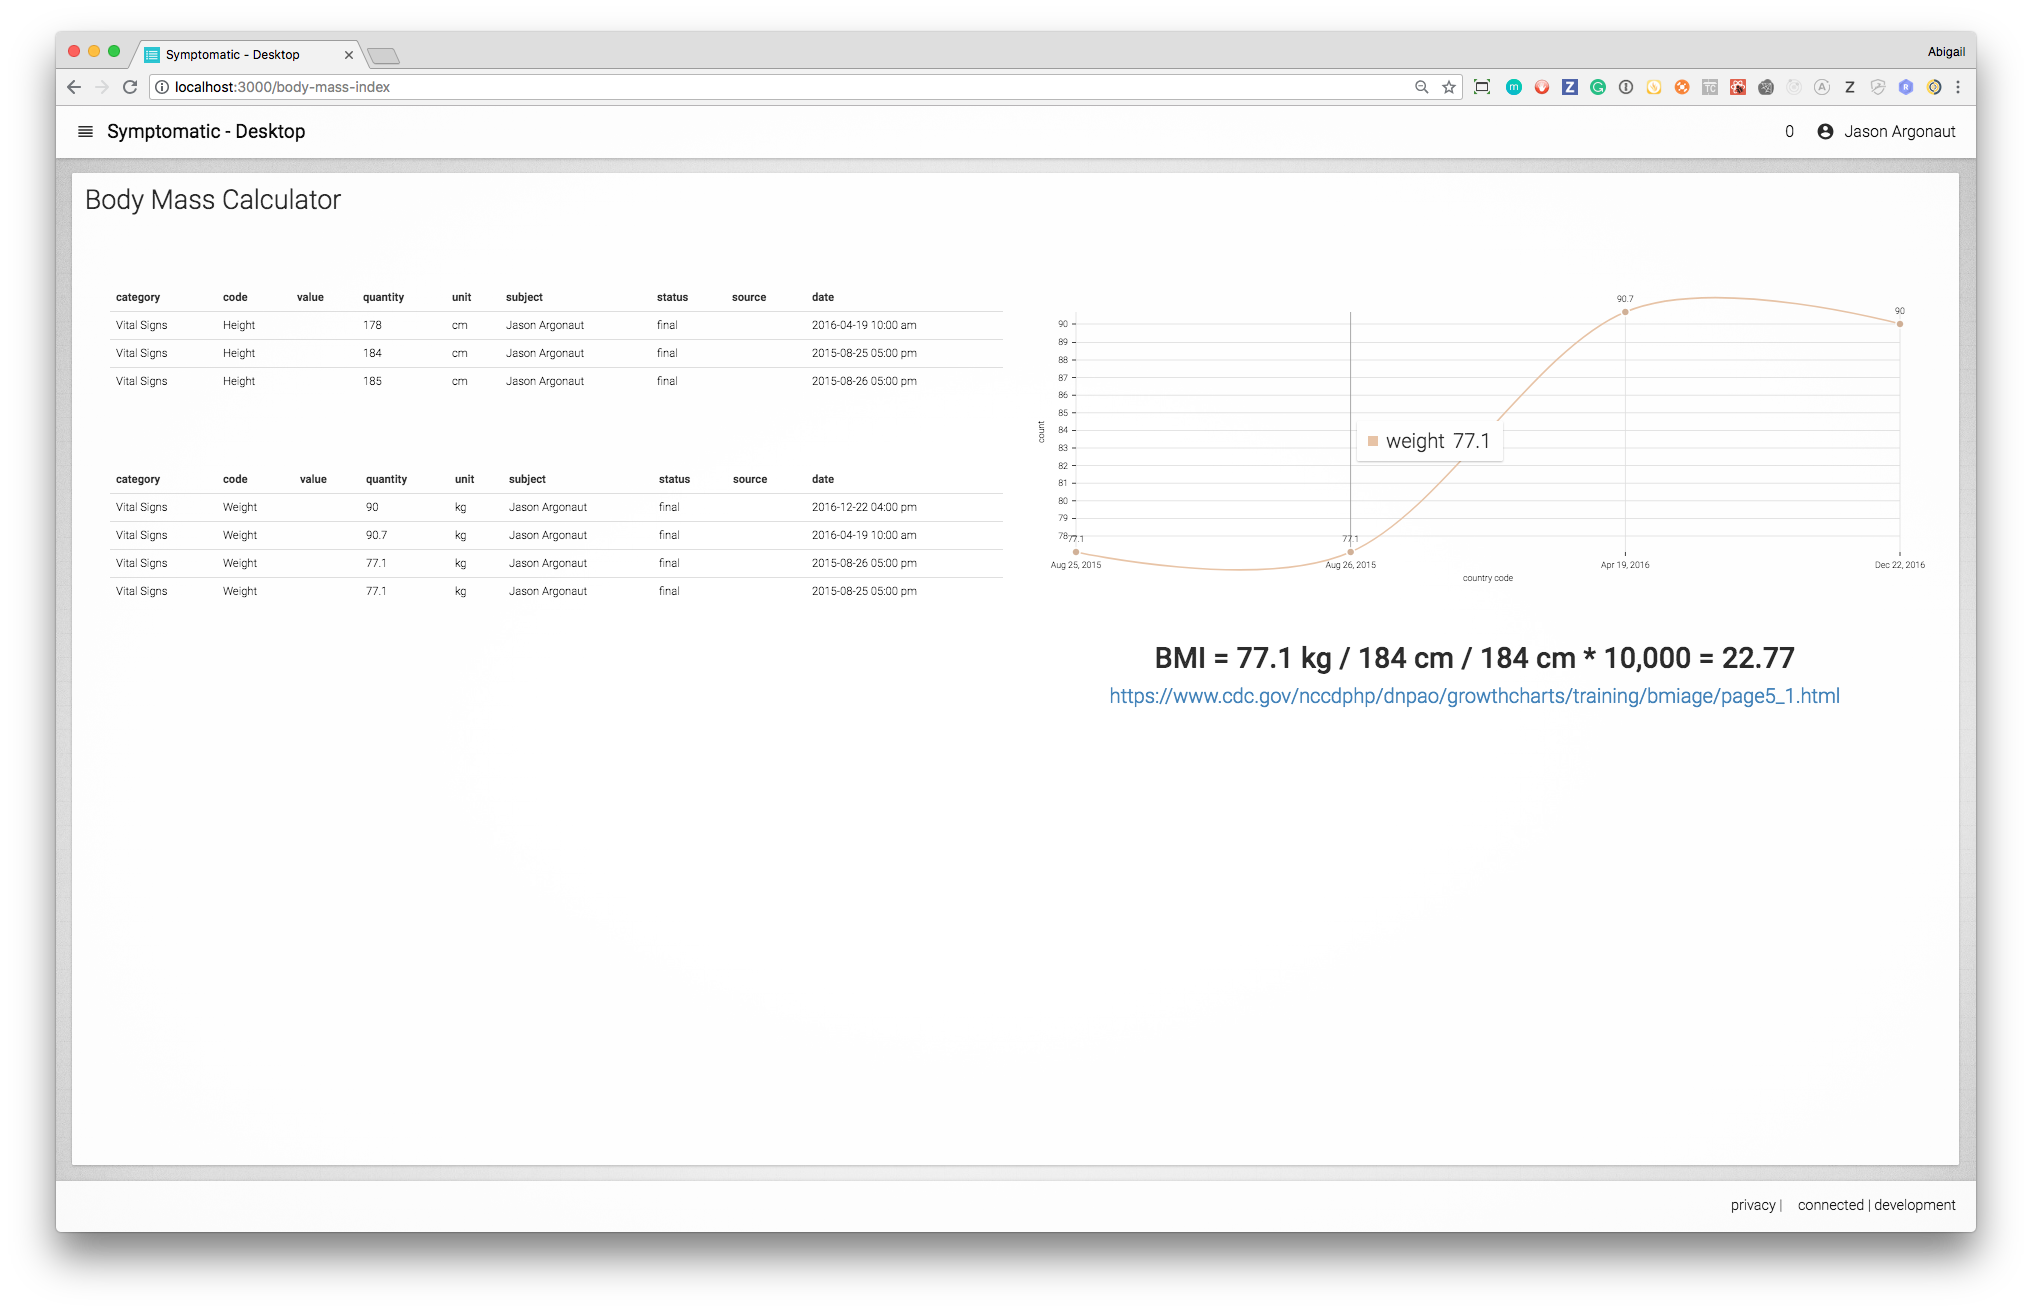 Symptomatic - Desktop
Abigail
localhost:3000/body-mass-index
Symptomatic - Desktop
0 Jason Argonaut
Body Mass Calculator
category code value quantity unit subject status source date
Vital Signs Height 178 cm Jason Argonaut final 2016-04-19 10:00 am
Vital Signs Height 184 cm Jason Argonaut final 2015-08-25 05:00 pm
Vital Signs Height 185 cm Jason Argonaut final 2015-08-26 05:00 pm
category code value quantity unit subject status source date
Vital Signs Weight 90 kg Jason Argonaut final 2016-12-22 04:00 pm
Vital Signs Weight 90.7 kg Jason Argonaut final 2016-04-19 10:00 am
Vital Signs Weight 77.1 kg Jason Argonaut final 2015-08-26 05:00 pm
Vital Signs Weight 77.1 kg Jason Argonaut final 2015-08-25 05:00 pm
90.7
90
90
89
88
87
86
85
84
83
82
81
80
79
78
count
weight 77.1
77.1
77.1
Aug 25, 2015 Aug 26, 2015 Apr 19, 2016 Dec 22, 2016
country code
BMI = 77.1 kg / 184 cm / 184 cm * 10,000 = 22.77
https://www.cdc.gov/nccdphp/dnpao/growthcharts/training/bmiage/page5_1.html
privacy | connected | development